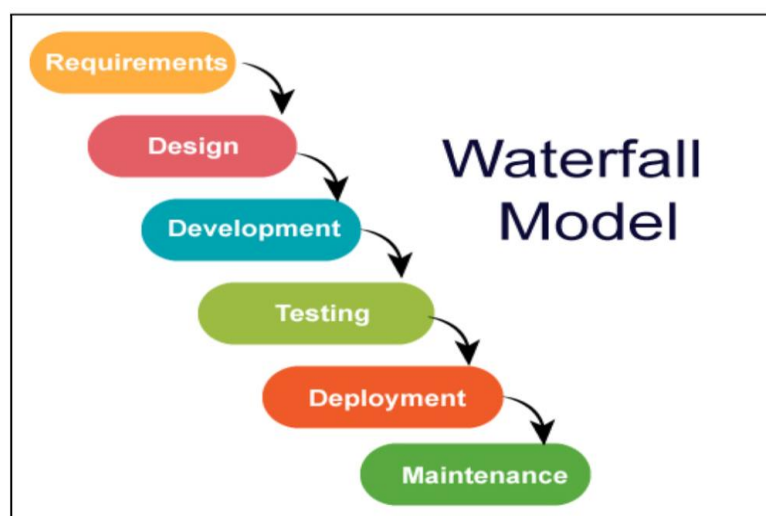 Requirements
Design
Waterfall
Model
Development
Testing
Deployment
Maintenance